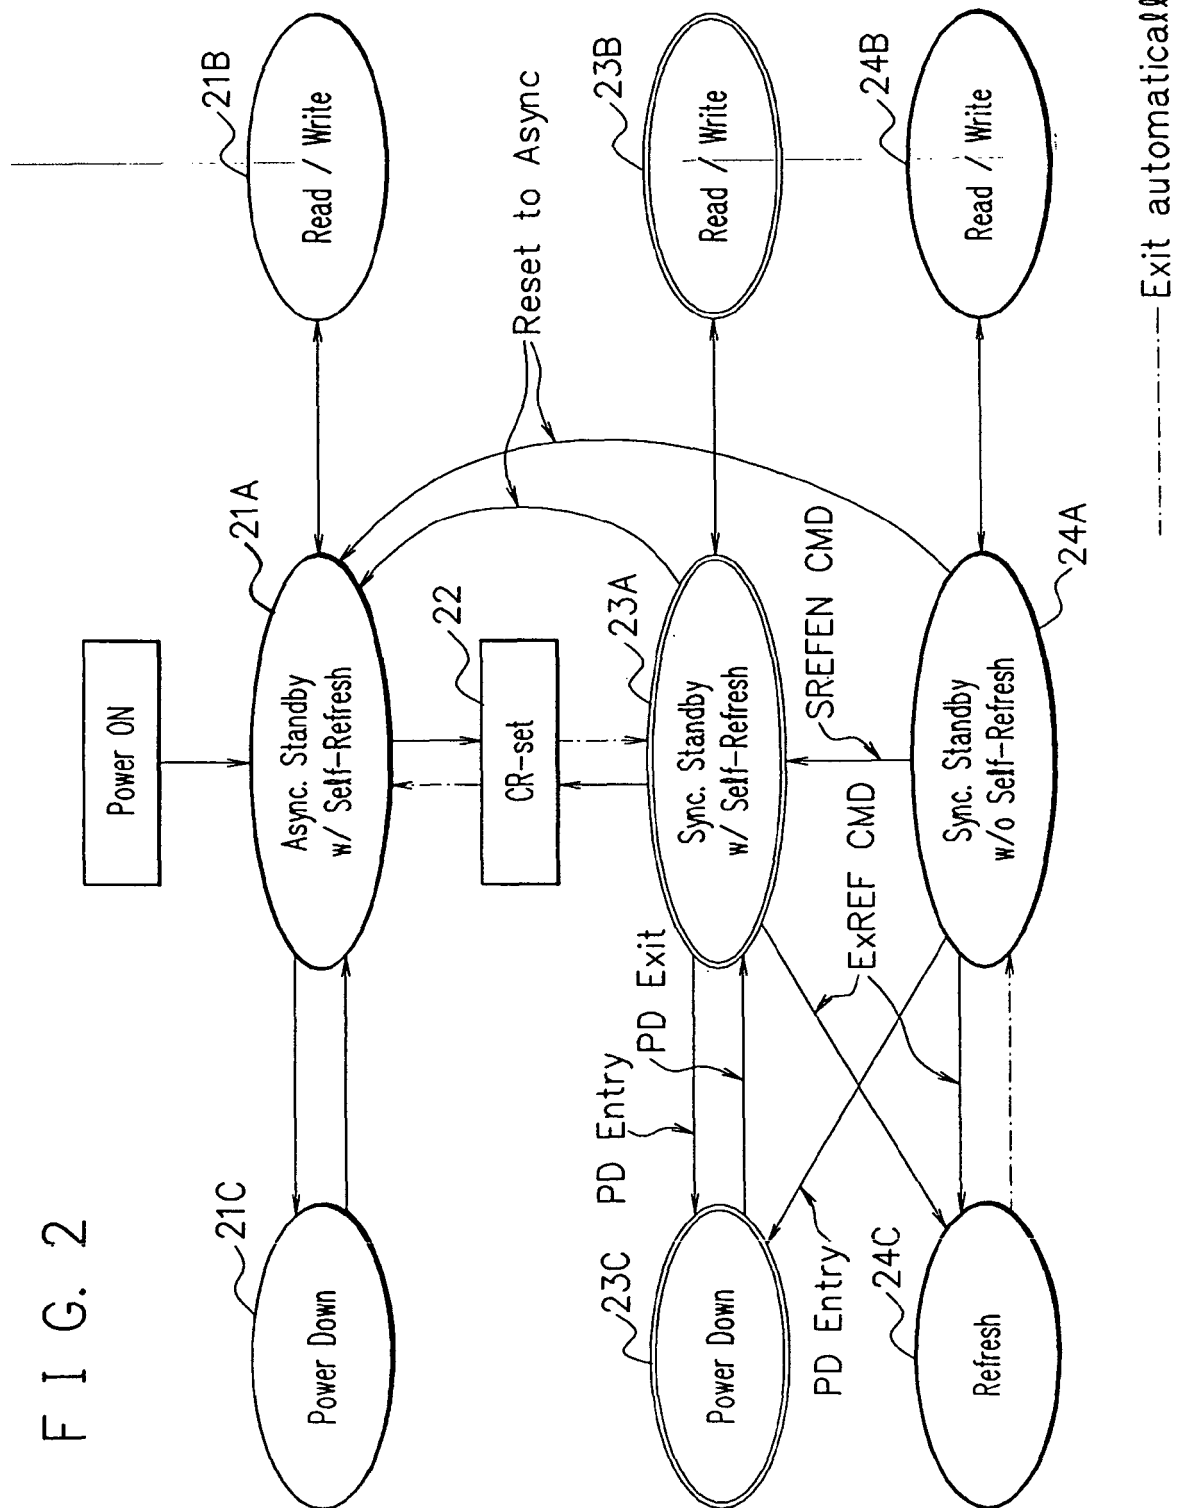 FIG. 2
Power ON
21C
Power Down
21A
Async. Standby
w/ Self-Refresh
21B
Read / Write
22
CR-set
Reset to Async
PD Entry
PD Exit
23C
Power Down
23A
Sync. Standby
w/ Self-Refresh
23B
Read / Write
PD Entry
ExREF CMD
SREFEN CMD
24C
Refresh
24A
Sync. Standby
w/o Self-Refresh
24B
Read / Write
Exit automatical